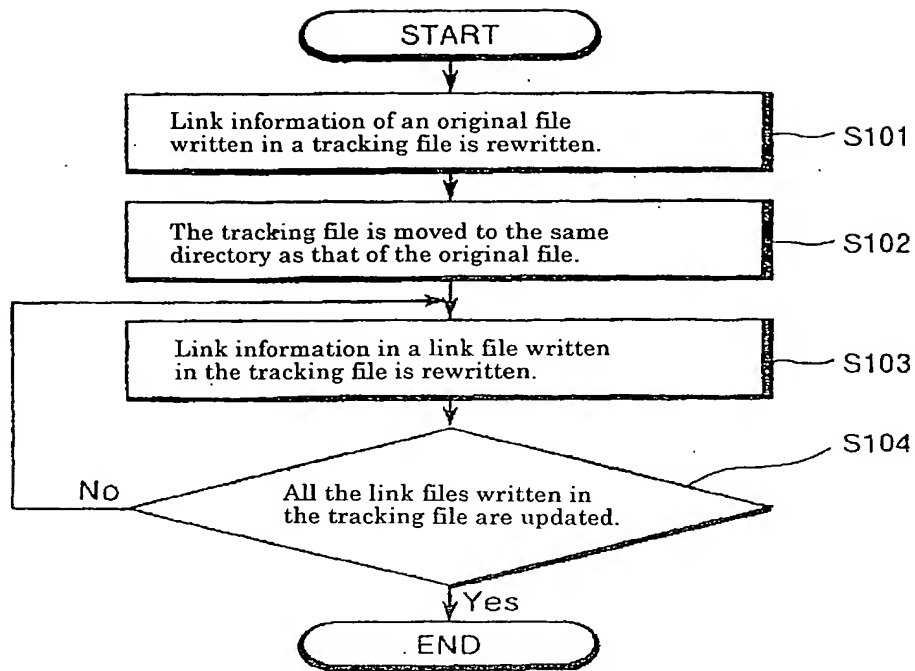 START
Link information of an original file
written in a tracking file is rewritten.
S101
The tracking file is moved to the same
directory as that of the original file.
S102
Link information in a link file written
in the tracking file is rewritten.
S103
S104
No
All the link files written in
the tracking file are updated.
Yes
END